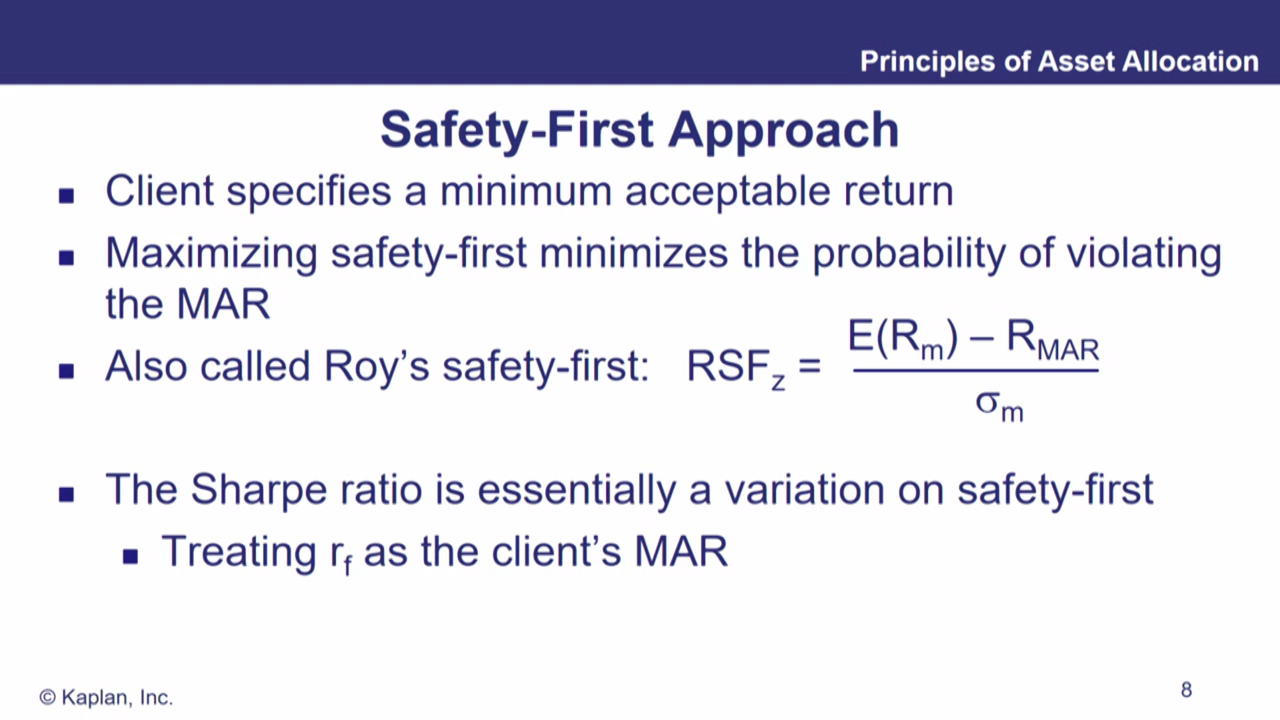 Principles of Asset Allocation
Safety-First Approach
■ Client specifies a minimum acceptable return
■ Maximizing safety-first minimizes the probability of violating
the MAR
■ Also called Roy's safety-first: RSFz = E(Rm) – RMAR / σm
■ The Sharpe ratio is essentially a variation on safety-first
■ Treating rf as the client's MAR
© Kaplan, Inc.
8